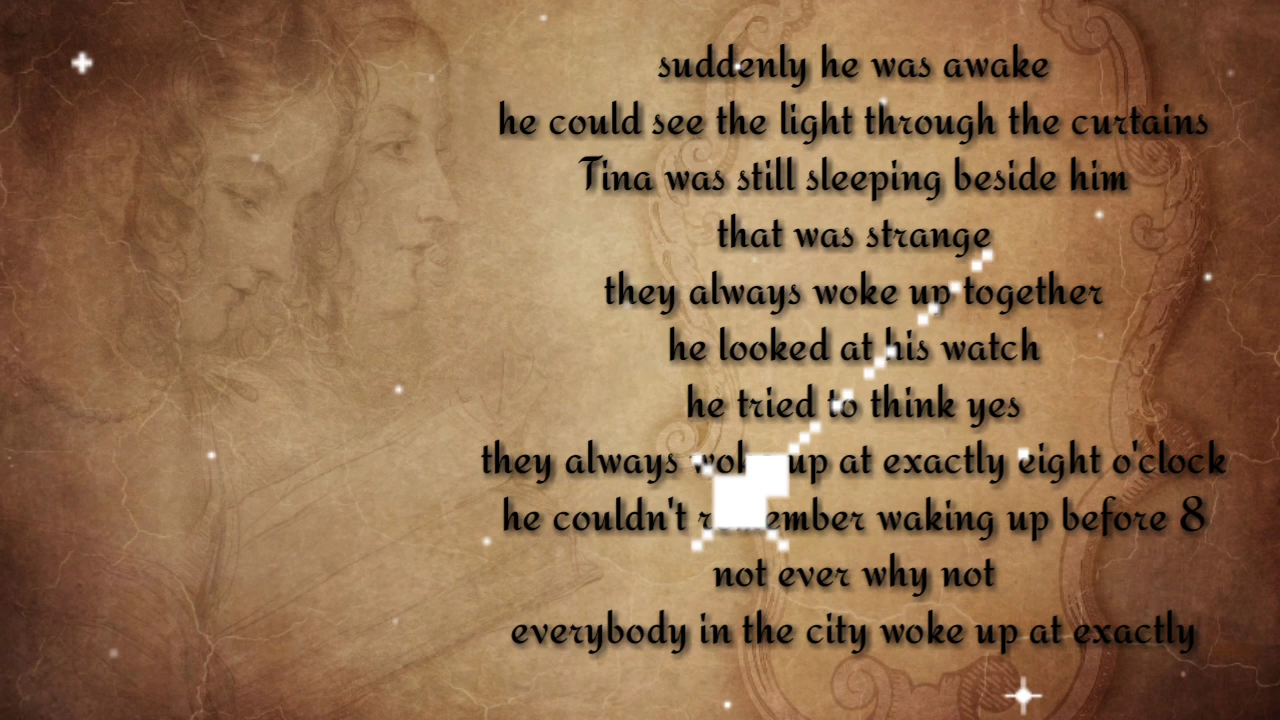 suddenly he was awake
he could see the light through the curtains
Tina was still sleeping beside him
that was strange
they always woke up together
he looked at his watch
he tried to think yes
they always woke up at exactly eight o'clock
he couldn't remember waking up before 8
not ever why not
everybody in the city woke up at exactly